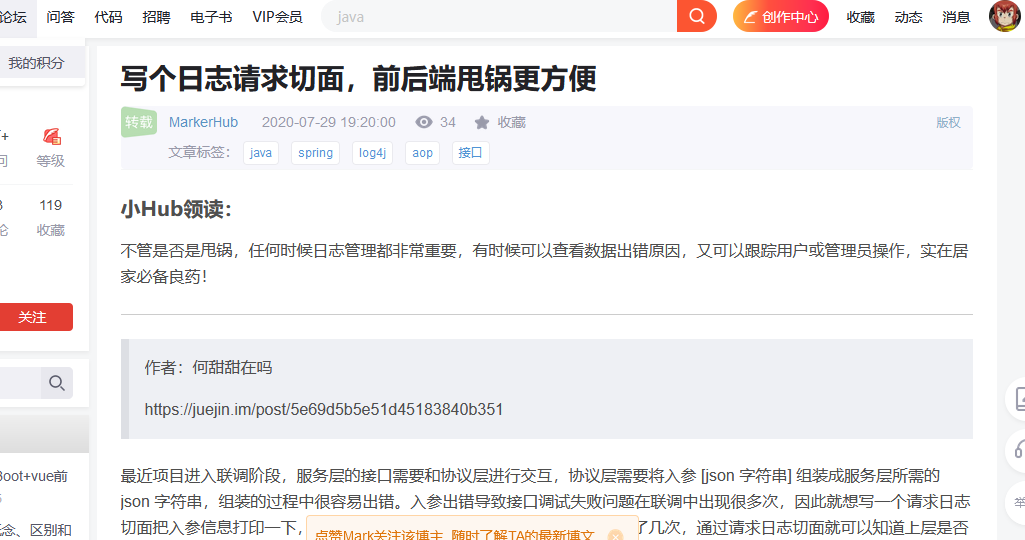 论坛 问答 代码 招聘 电子书 VIP会员 java 创作中心 收藏 动态 消息
我的积分
写个日志请求切面，前后端甩锅更方便
转载 MarkerHub 2020-07-29 19:20:00 34 收藏 版权
文章标签： java spring log4j aop 接口
+
问 等级
小Hub领读：
3 119
论 收藏
不管是否是甩锅，任何时候日志管理都非常重要，有时候可以查看数据出错原因，又可以跟踪用户或管理员操作，实在居
家必备良药！
关注
作者：何甜甜在吗
https://juejin.im/post/5e69d5b5e51d45183840b351
Boot+vue前
最近项目进入联调阶段，服务层的接口需要和协议层进行交互，协议层需要将入参 [json 字符串] 组装成服务层所需的
json 字符串，组装的过程中很容易出错。入参出错导致接口调试失败问题在联调中出现很多次，因此就想写一个请求日志
念、区别和
切面把入参信息打印一下，
了几次，通过请求日志切面就可以知道上层是否
点赞Mark关注该博主, 随时了解TA的最新博文
举